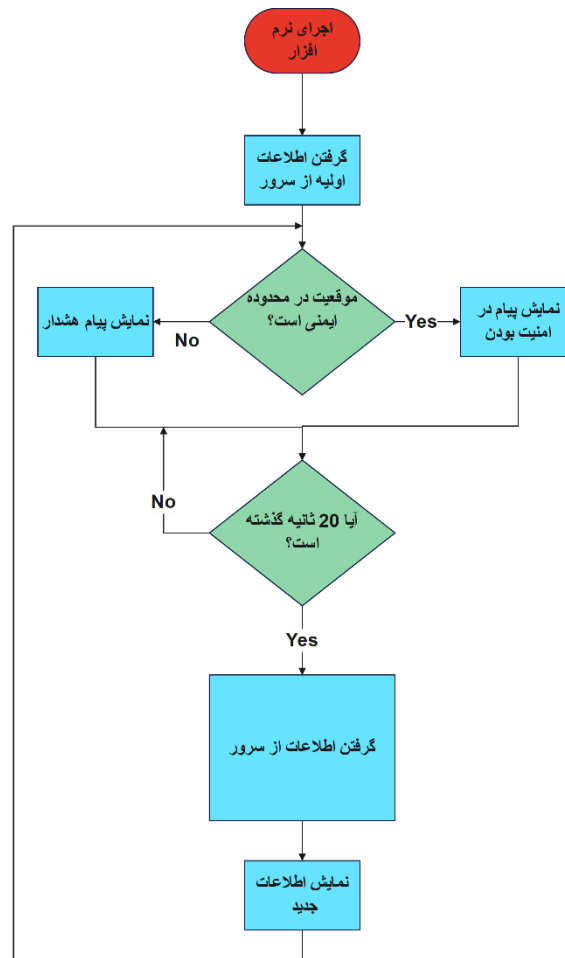 اجرای نرم
افزار
گرفتن اطلاعات
اولیه از سرور
موقعیت در محدوده
ایمنی است؟
نمایش پیام هشدار
No
Yes
نمایش پیام در
امنیت بودن
آیا 20 ثانیه گذشته
است؟
No
Yes
گرفتن اطلاعات از سرور
نمایش اطلاعات
جدید